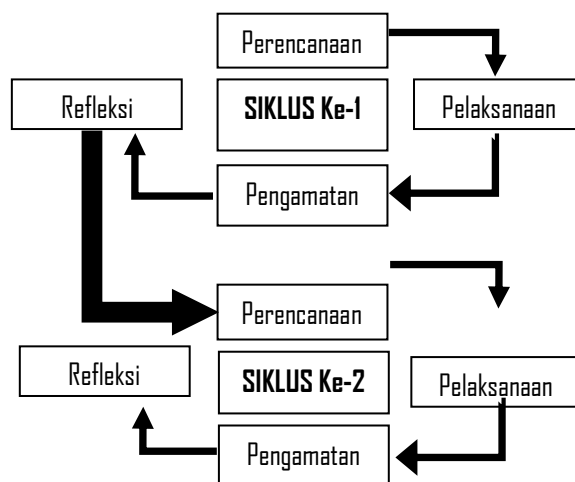 Perencanaan
Refleksi
SIKLUS Ke-1
Pelaksanaan
Pengamatan
Perencanaan
Refleksi
SIKLUS Ke-2
Pelaksanaan
Pengamatan